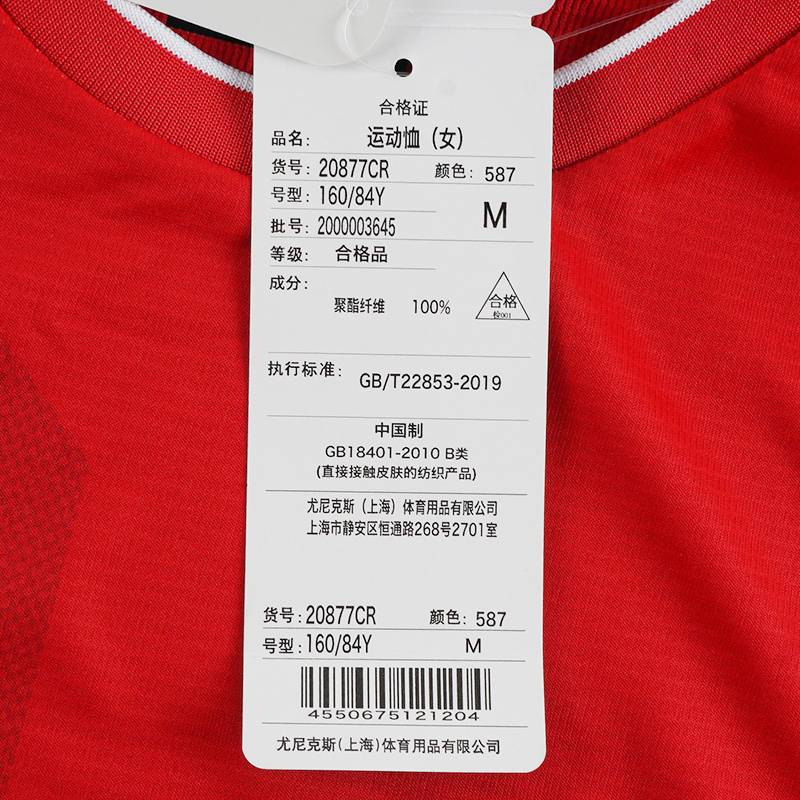 合格证
品名: 运动恤（女）
货号: 20877CR 颜色: 587
号型: 160/84Y M
批号: 2000003645
等级: 合格品
成分:
聚酯纤维 100%
合格
检001
执行标准: GB/T22853-2019
中国制
GB18401-2010 B类
(直接接触皮肤的纺织产品)
尤尼克斯(上海)体育用品有限公司
上海市静安区恒通路268号2701室
货号: 20877CR 颜色: 587
号型: 160/84Y M
4550675121204
尤尼克斯(上海)体育用品有限公司